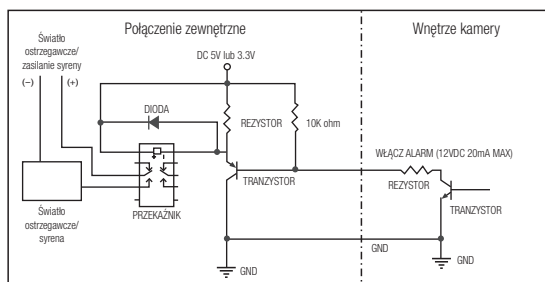 Połączenie zewnętrzne
Wnętrze kamery
Światło
ostrzegawcze/
zasilanie syreny
(−)
(+)
DC 5V lub 3.3V
DIODA
REZYSTOR
10K ohm
WŁĄCZ ALARM (12VDC 20mA MAX)
REZYSTOR
TRANZYSTOR
TRANZYSTOR
PRZEKAŹNIK
Światło
ostrzegawcze/
syrena
GND
GND
GND